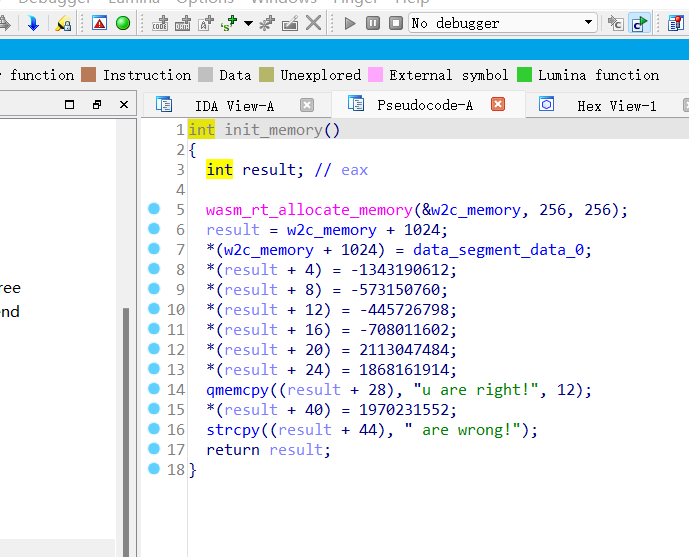 Debugger Lumina Options Windows Help
No debugger
function Instruction Data Unexplored External symbol Lumina function
IDA View-A Pseudocode-A Hex View-1
1 int init_memory()
2 {
3 int result; // eax
4
5 wasm_rt_allocate_memory(&w2c_memory, 256, 256);
6 result = w2c_memory + 1024;
7 *(w2c_memory + 1024) = data_segment_data_0;
8 *(result + 4) = -1343190612;
9 *(result + 8) = -573150760;
10 *(result + 12) = -445726798;
11 *(result + 16) = -708011602;
12 *(result + 20) = 2113047484;
13 *(result + 24) = 1868161914;
14 qmemcpy((result + 28), "u are right!", 12);
15 *(result + 40) = 1970231552;
16 strcpy((result + 44), " are wrong!");
17 return result;
18 }
ree
end